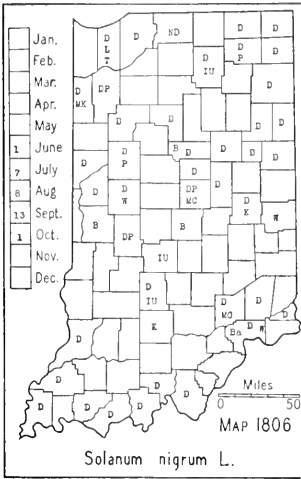 Jan.
Feb.
Mar.
Apr.
May
1 June
7 July
8 Aug
13 Sept.
1 Oct.
Nov.
Dec.
D D ND D D
L
T D
P D
IU
D DP D
MK
D D
B D D D
D P D
D DP D
W MC K W
D
B B
DP
IU
D D D
IU MC D
K Ba D W
D D
D D D
D D D D D
Miles
0 50
MAP 1806
Solanum nigrum L.